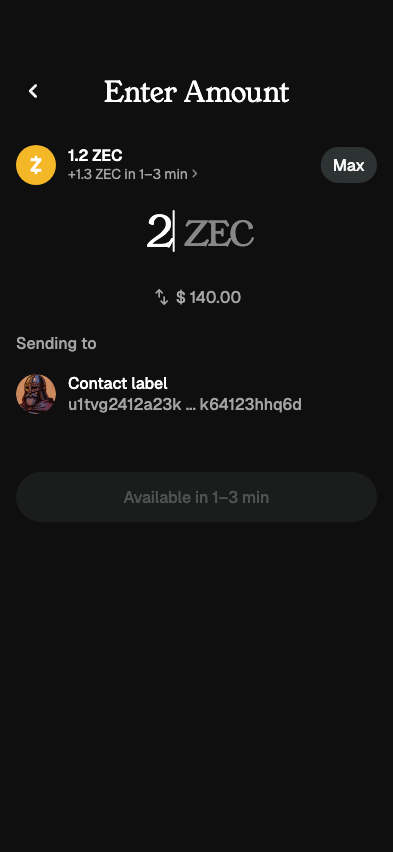 Enter Amount
1.2 ZEC
+1.3 ZEC in 1–3 min
Max
2 ZEC
$ 140.00
Sending to
Contact label
u1tvg2412a23k ... k64123hhq6d
Available in 1–3 min